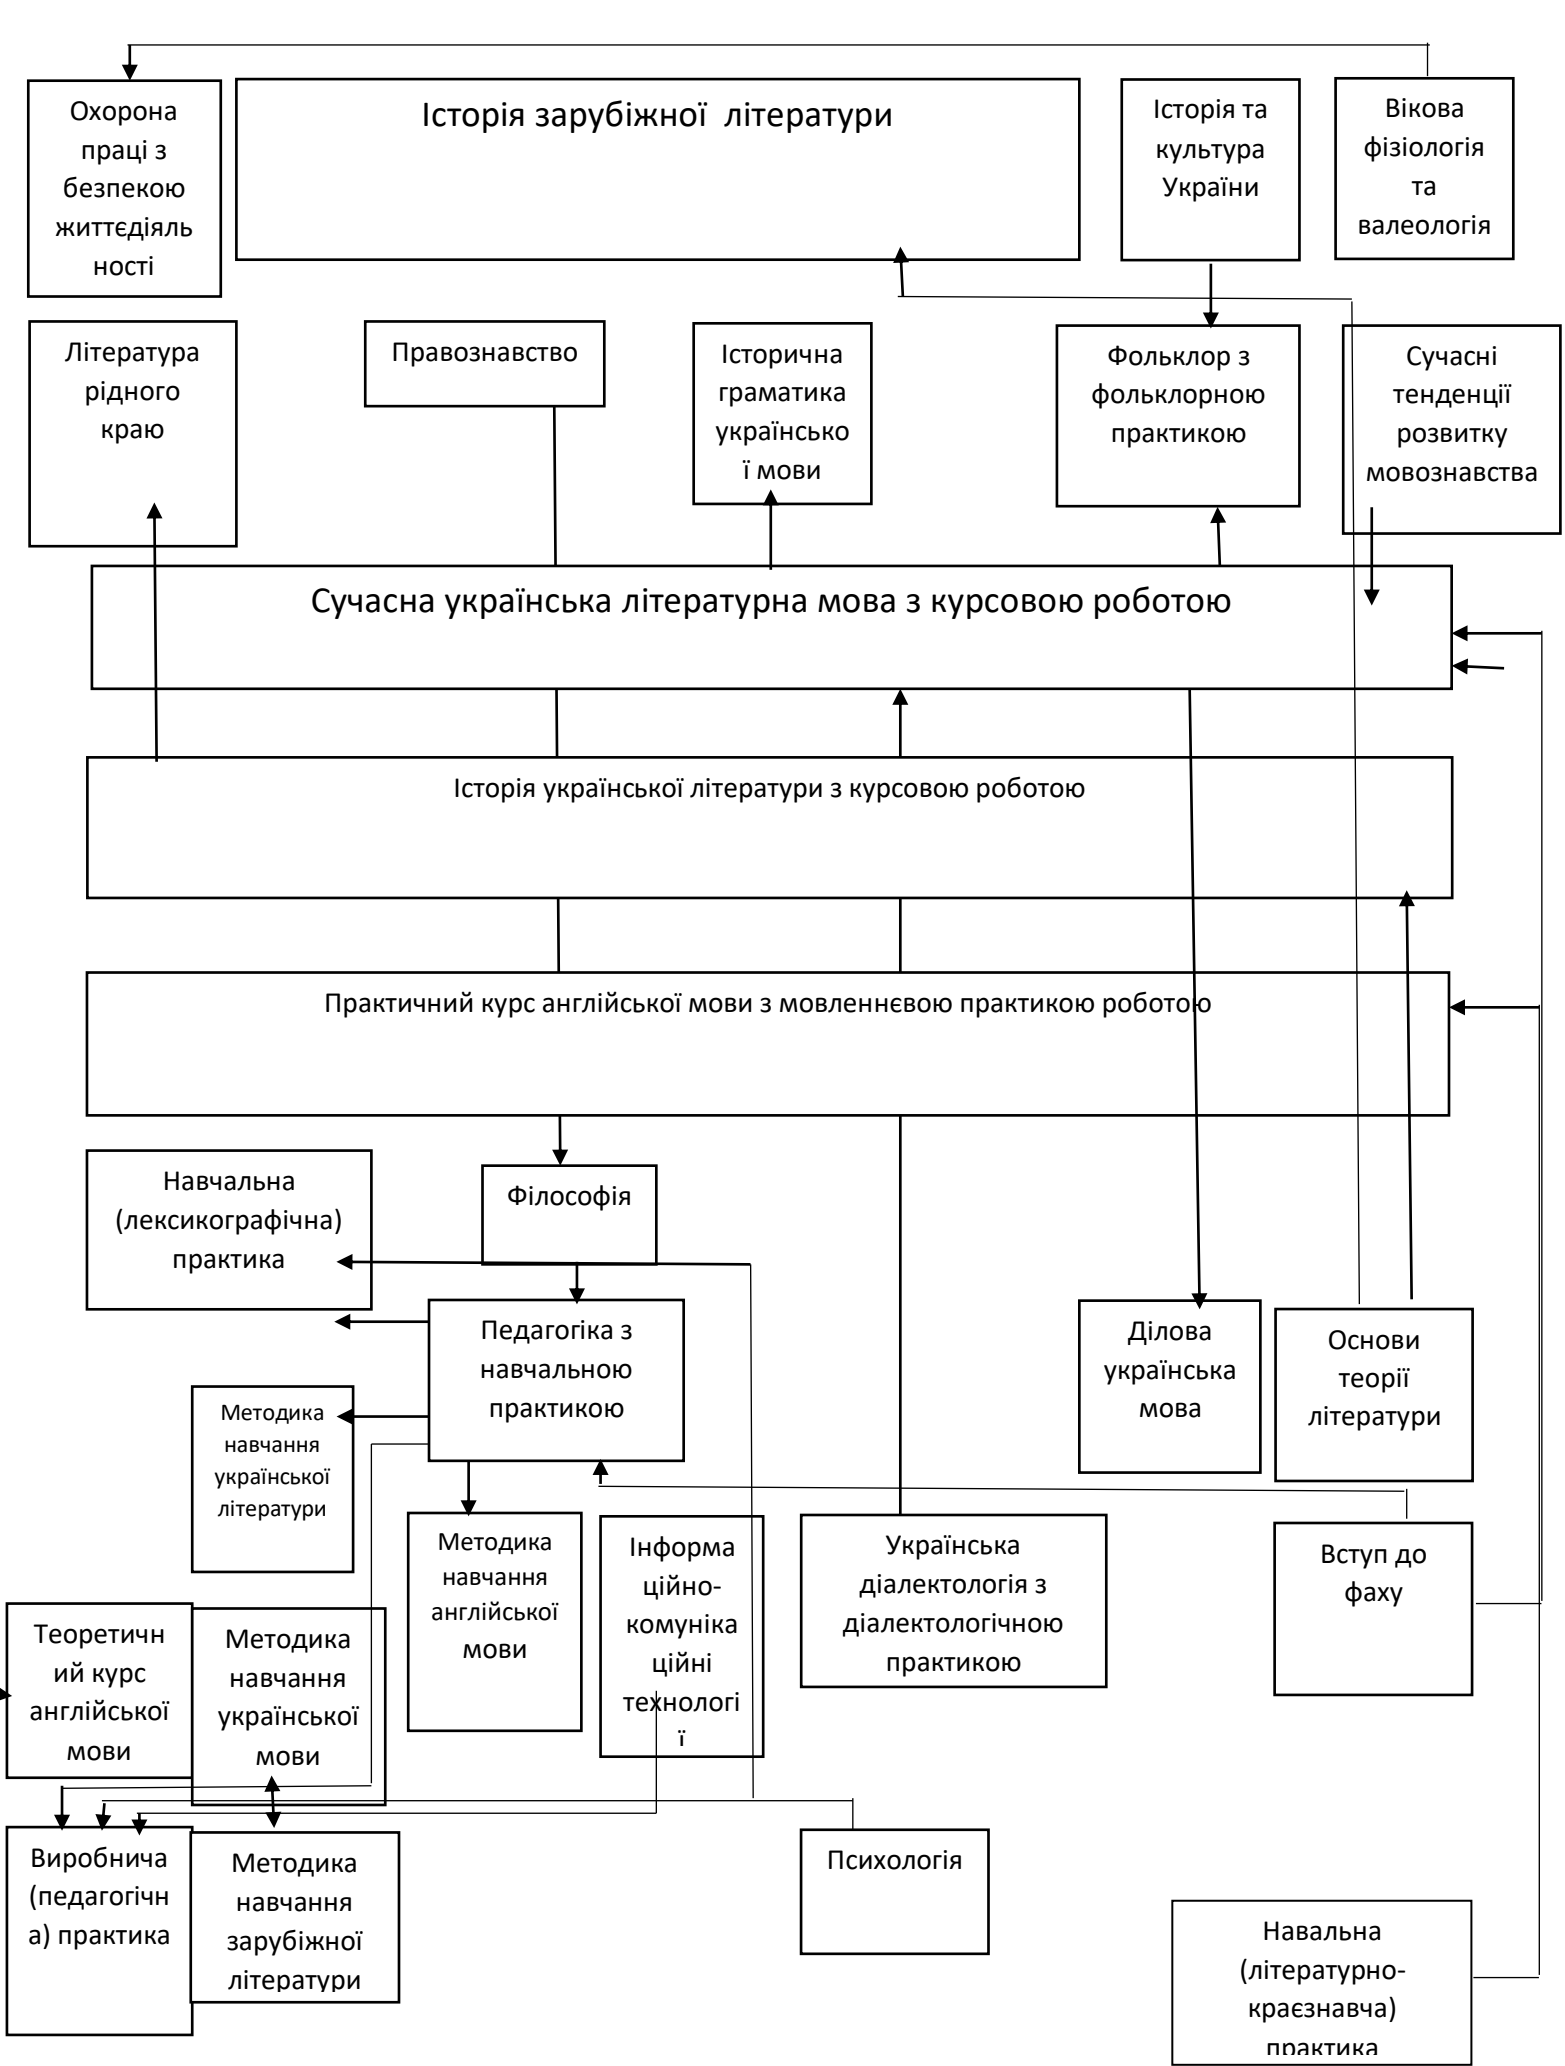 Охорона
праці з
безпекою
життєдіяль
ності
Історія зарубіжної літератури
Історія та
культура
України
Вікова
фізіологія
та
валеологія
Література
рідного
краю
Правознавство
Історична
граматика
українсько
ї мови
Фольклор з
фольклорною
практикою
Сучасні
тенденції
розвитку
мовознавства
Сучасна українська літературна мова з курсовою роботою
Історія української літератури з курсовою роботою
Практичний курс англійської мови з мовленнєвою практикою роботою
Навчальна
(лексикографічна)
практика
Філософія
Педагогіка з
навчальною
практикою
Ділова
українська
мова
Основи
теорії
літератури
Методика
навчання
української
літератури
Методика
навчання
англійської
мови
Інформа
ційно-
комуніка
ційні
технологі
ї
Українська
діалектологія з
діалектологічною
практикою
Вступ до
фаху
Теоретичн
ий курс
англійської
мови
Методика
навчання
української
мови
Виробнича
(педагогічн
а) практика
Методика
навчання
зарубіжної
літератури
Психологія
Навальна
(літературно-
краєзнавча)
практика